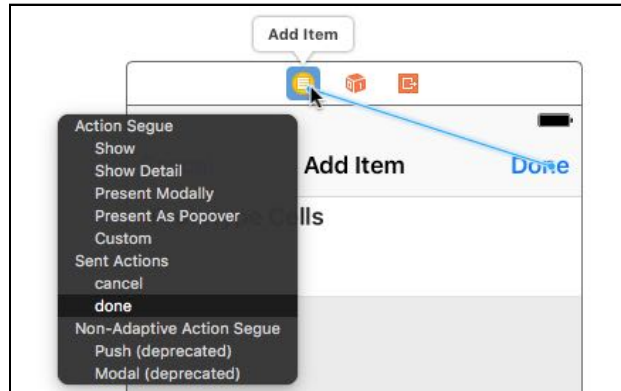 Add Item
Action Segue
Show
Show Detail
Present Modally
Present As Popover
Custom
Sent Actions
cancel
done
Non-Adaptive Action Segue
Push (deprecated)
Modal (deprecated)
Add Item
Done
Cells